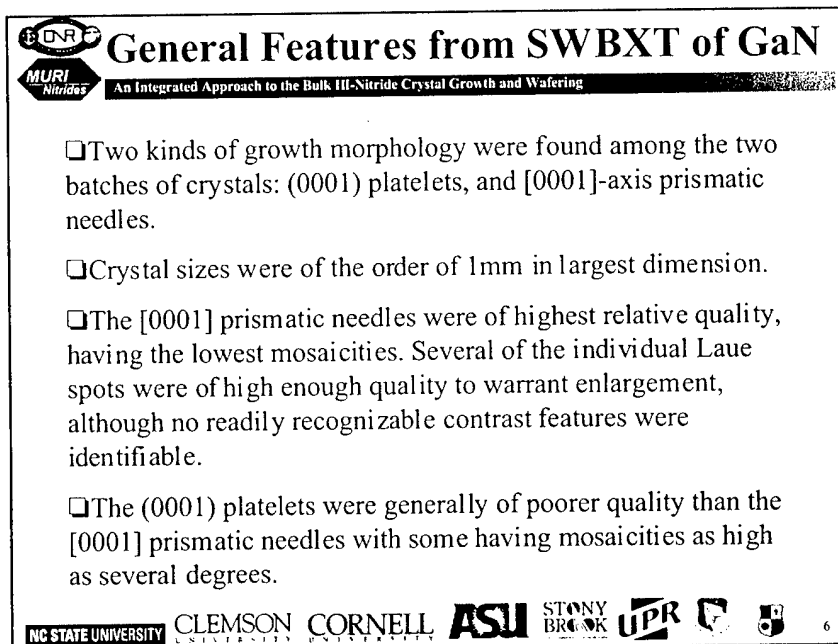 ONR
General Features from SWBXT of GaN
MURI
Nitrides
An Integrated Approach to the Bulk III-Nitride Crystal Growth and Wafering
❑Two kinds of growth morphology were found among the two
batches of crystals: (0001) platelets, and [0001]-axis prismatic
needles.
❑Crystal sizes were of the order of 1mm in largest dimension.
❑The [0001] prismatic needles were of highest relative quality,
having the lowest mosaicities. Several of the individual Laue
spots were of high enough quality to warrant enlargement,
although no readily recognizable contrast features were
identifiable.
❑The (0001) platelets were generally of poorer quality than the
[0001] prismatic needles with some having mosaicities as high
as several degrees.
NC STATE UNIVERSITY
CLEMSON
UNIVERSITY
CORNELL
UNIVERSITY
ASU
STONY
BROOK
UPR
6